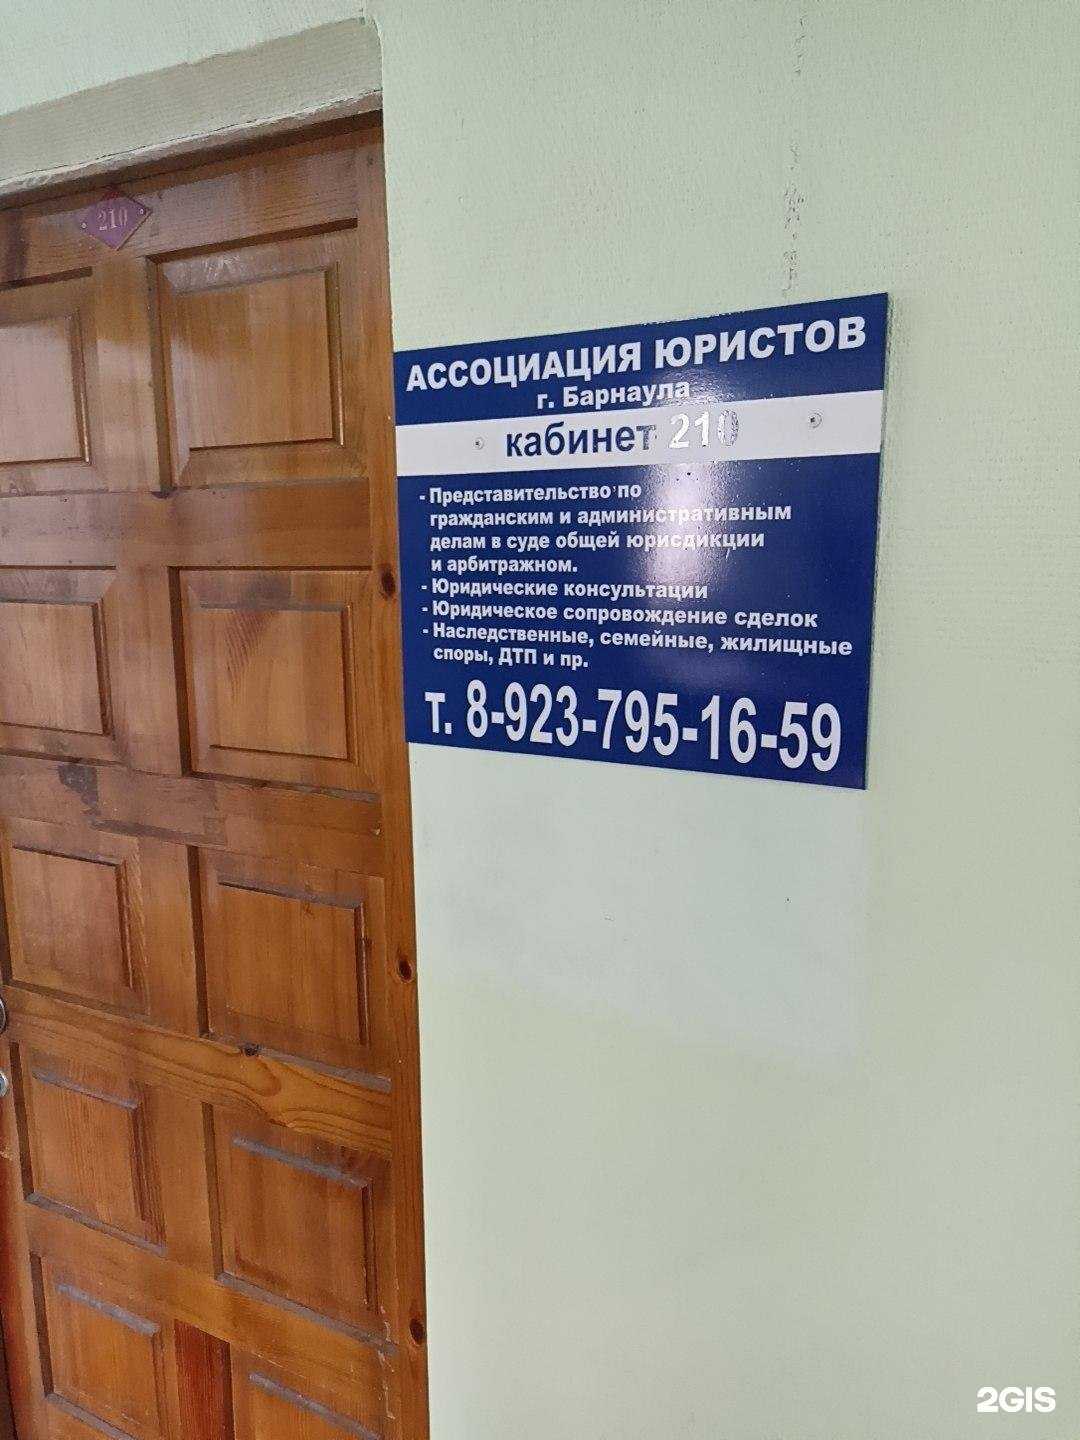 210
АССОЦИАЦИЯ ЮРИСТОВ
г. Барнаула
кабинет 210
- Представительство по
гражданским и административным
делам в суде общей юрисдикции
и арбитражном.
- Юридические консультации
- Юридическое сопровождение сделок
- Наследственные, семейные, жилищные
споры, ДТП и пр.
т. 8-923-795-16-59
2GIS